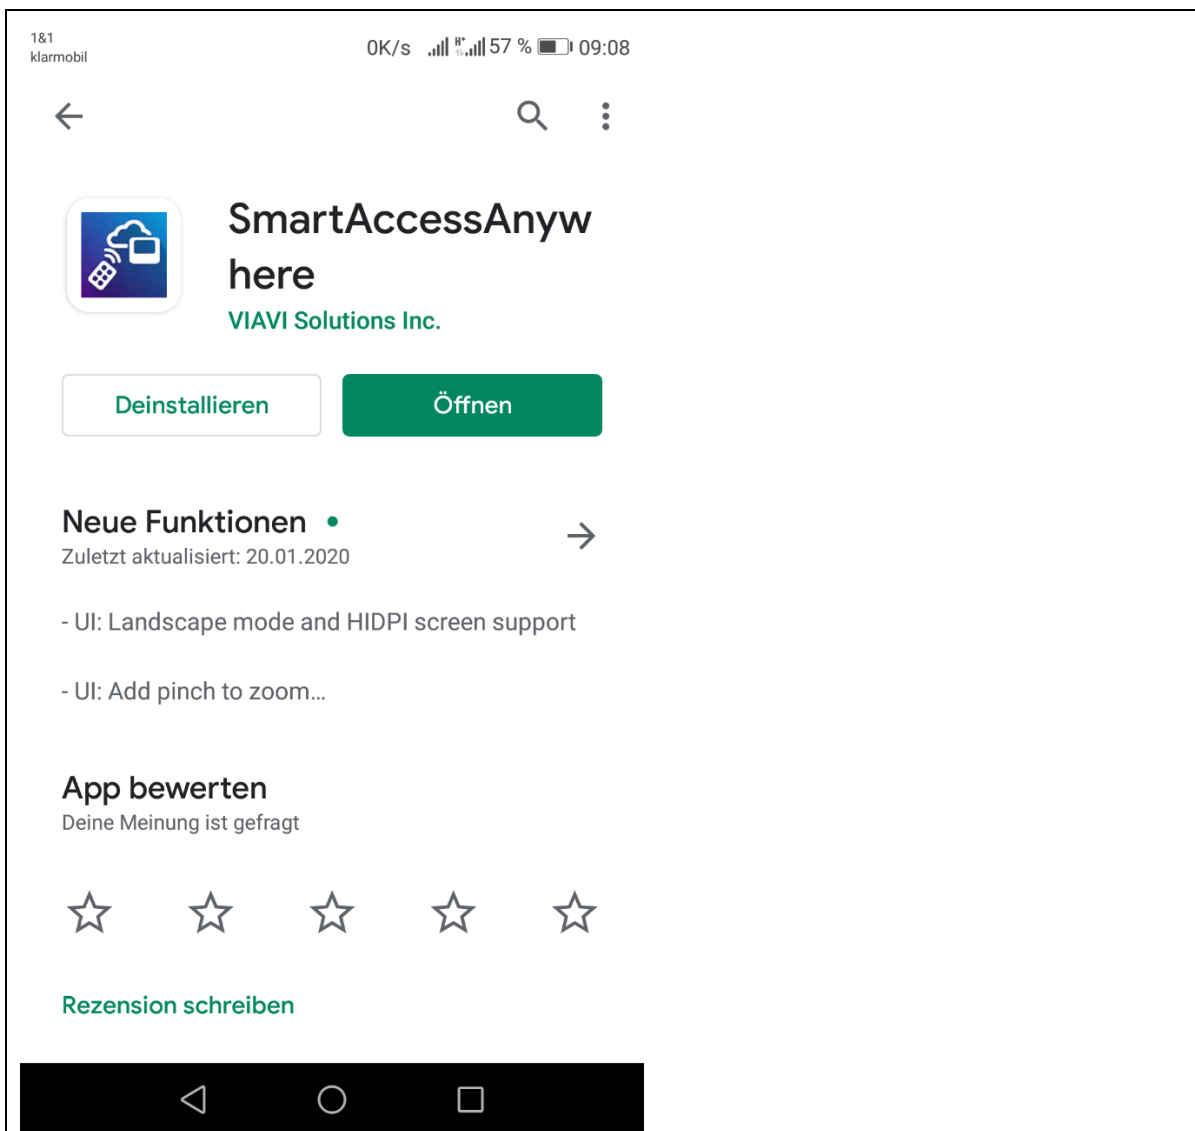 1&1
klarmobil
0K/s H+ 57 % 09:08
SmartAccessAnyw
here
VIAVI Solutions Inc.
Deinstallieren
Öffnen
Neue Funktionen •
Zuletzt aktualisiert: 20.01.2020
- UI: Landscape mode and HIDPI screen support
- UI: Add pinch to zoom…
App bewerten
Deine Meinung ist gefragt
Rezension schreiben